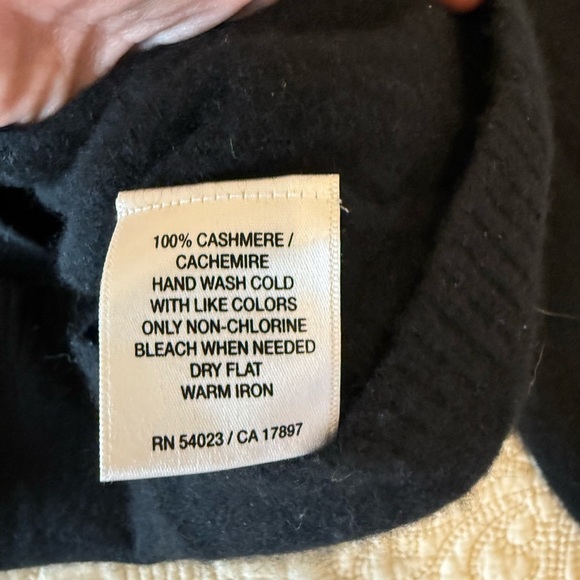 100% CASHMERE /
CACHEMIRE
HAND WASH COLD
WITH LIKE COLORS
ONLY NON-CHLORINE
BLEACH WHEN NEEDED
DRY FLAT
WARM IRON
RN 54023 / CA 17897